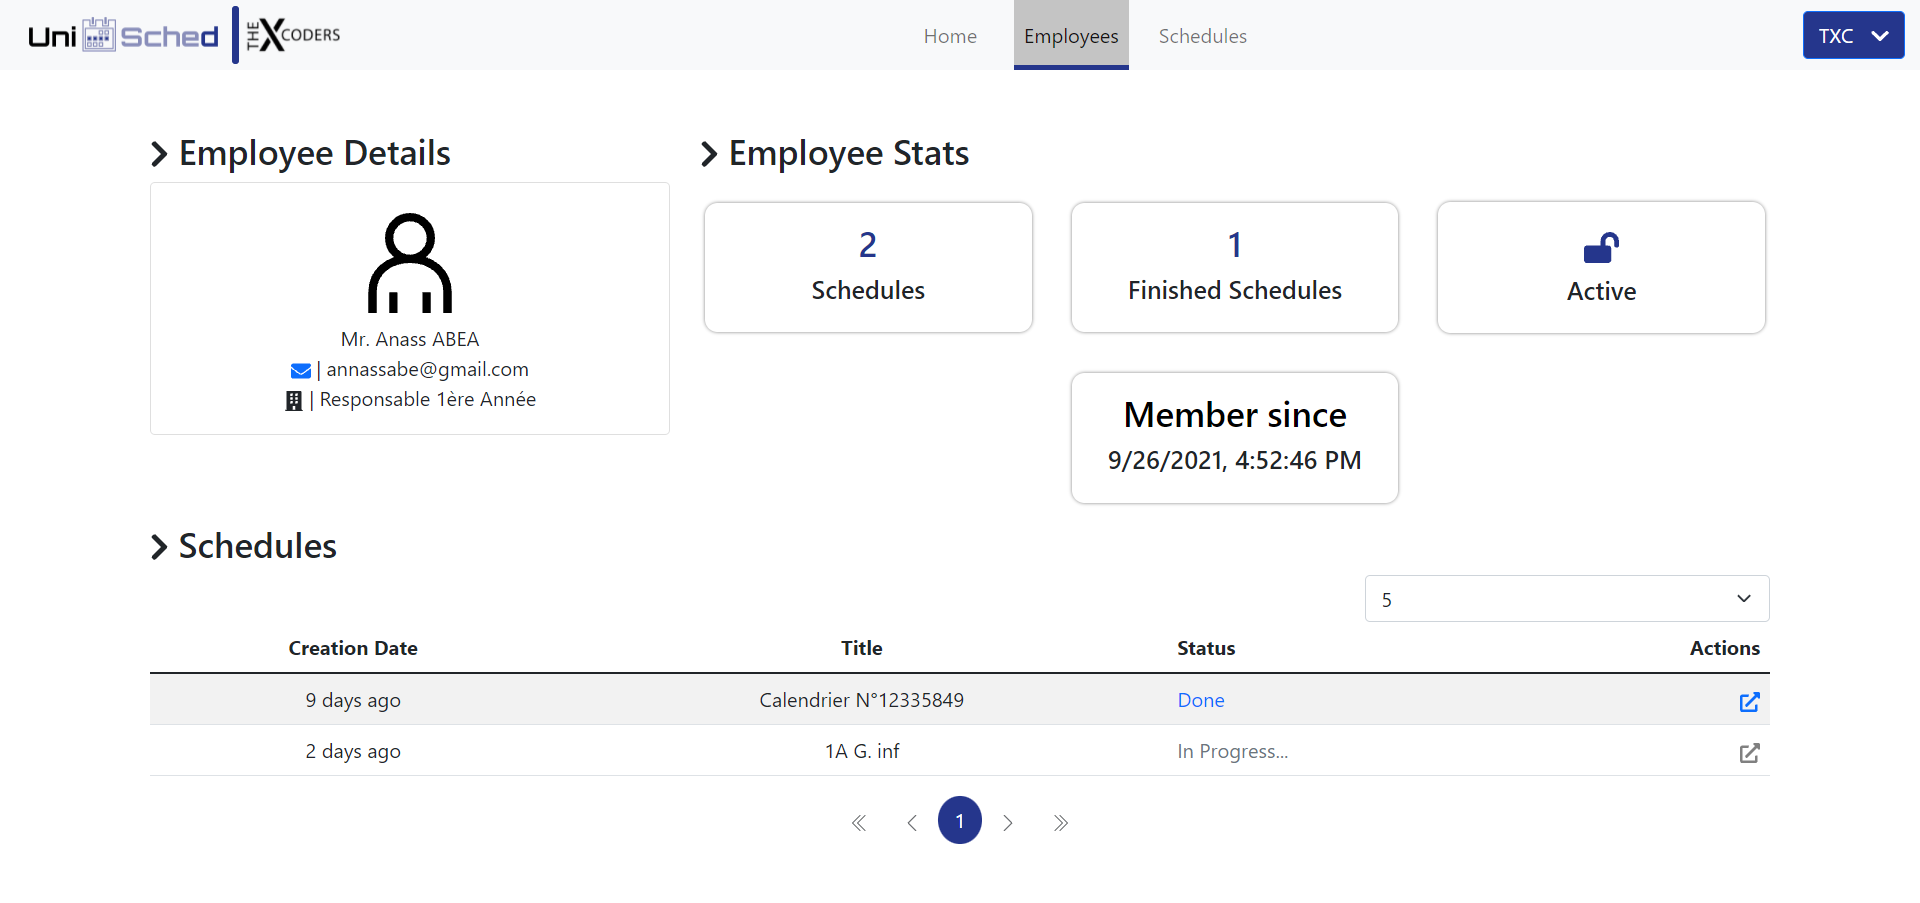 Uni Sched THE X CODERS
Home Employees Schedules TXC
Employee Details
Mr. Anass ABEA
| annassabe@gmail.com
| Responsable 1ère Année
Employee Stats
2
Schedules
1
Finished Schedules
Active
Member since
9/26/2021, 4:52:46 PM
Schedules
5
Creation Date Title Status Actions
9 days ago Calendrier N°12335849 Done
2 days ago 1A G. inf In Progress...
1